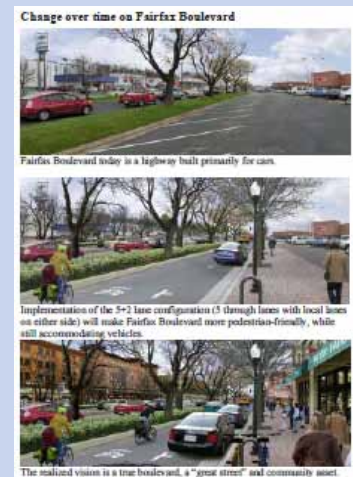 Change over time on Fairfax Boulevard
Fairfax Boulevard today is a highway built primarily for cars.
Implementation of the 5+2 lane configuration (5 through lanes with local lanes
on either side) will make Fairfax Boulevard more pedestrian-friendly, while
still accommodating vehicles.
The realized vision is a true boulevard, a "great street" and community asset.